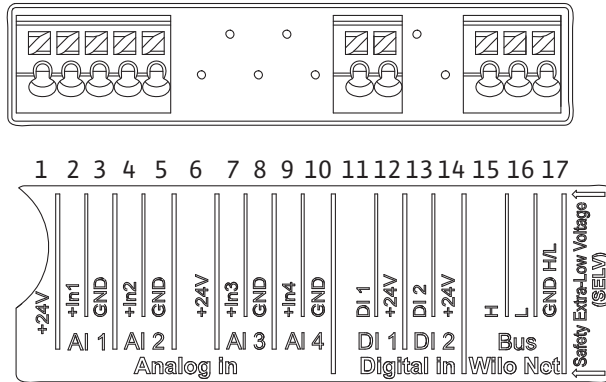 1 2 3 4 5 6 7 8 9 10 11 12 13 14 15 16 17
+24V +In1 GND +In2 GND +24V +In3 GND +In4 GND DI 1 +24V DI 2 +24V H L GND H/L
AI 1 AI 2 AI 3 AI 4 DI 1 DI 2 Bus
Analog in Digital in Wilo Net
Safety Extra-Low Voltage
(SELV)